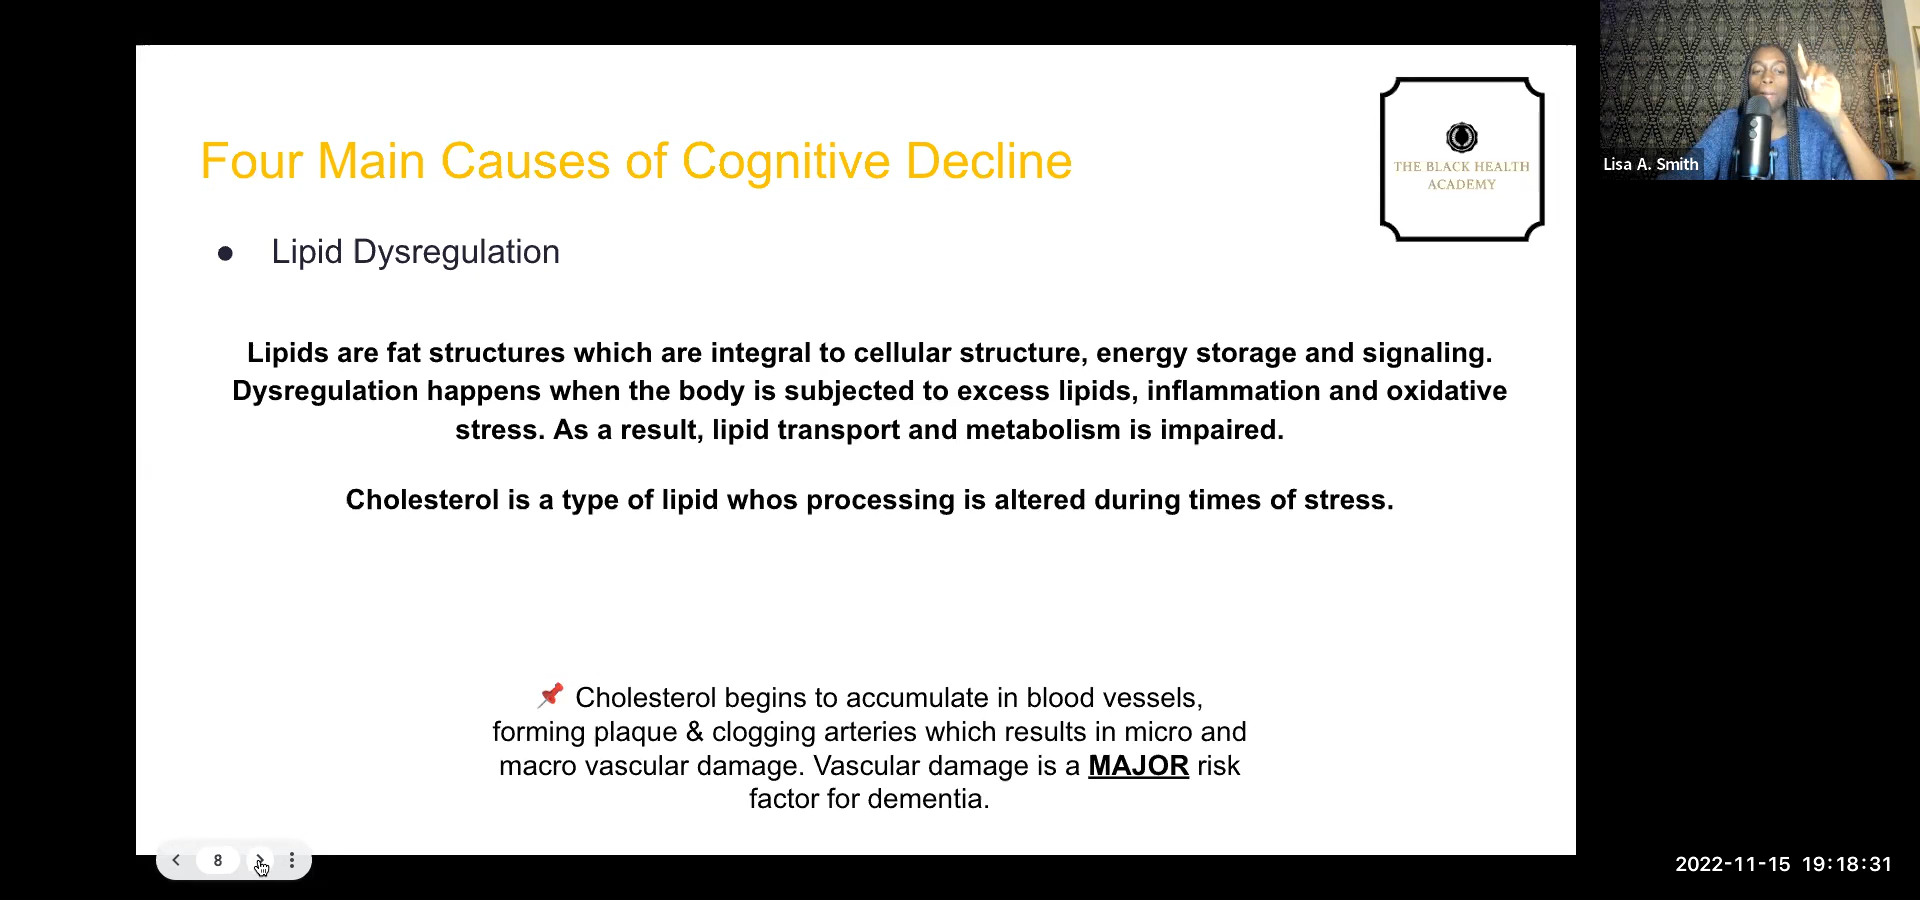 Four Main Causes of Cognitive Decline
THE BLACK HEALTH
ACADEMY
Lisa A. Smith
● Lipid Dysregulation
Lipids are fat structures which are integral to cellular structure, energy storage and signaling.
Dysregulation happens when the body is subjected to excess lipids, inflammation and oxidative
stress. As a result, lipid transport and metabolism is impaired.
Cholesterol is a type of lipid whos processing is altered during times of stress.
📌 Cholesterol begins to accumulate in blood vessels,
forming plaque & clogging arteries which results in micro and
macro vascular damage. Vascular damage is a MAJOR risk
factor for dementia.
8
2022-11-15 19:18:31